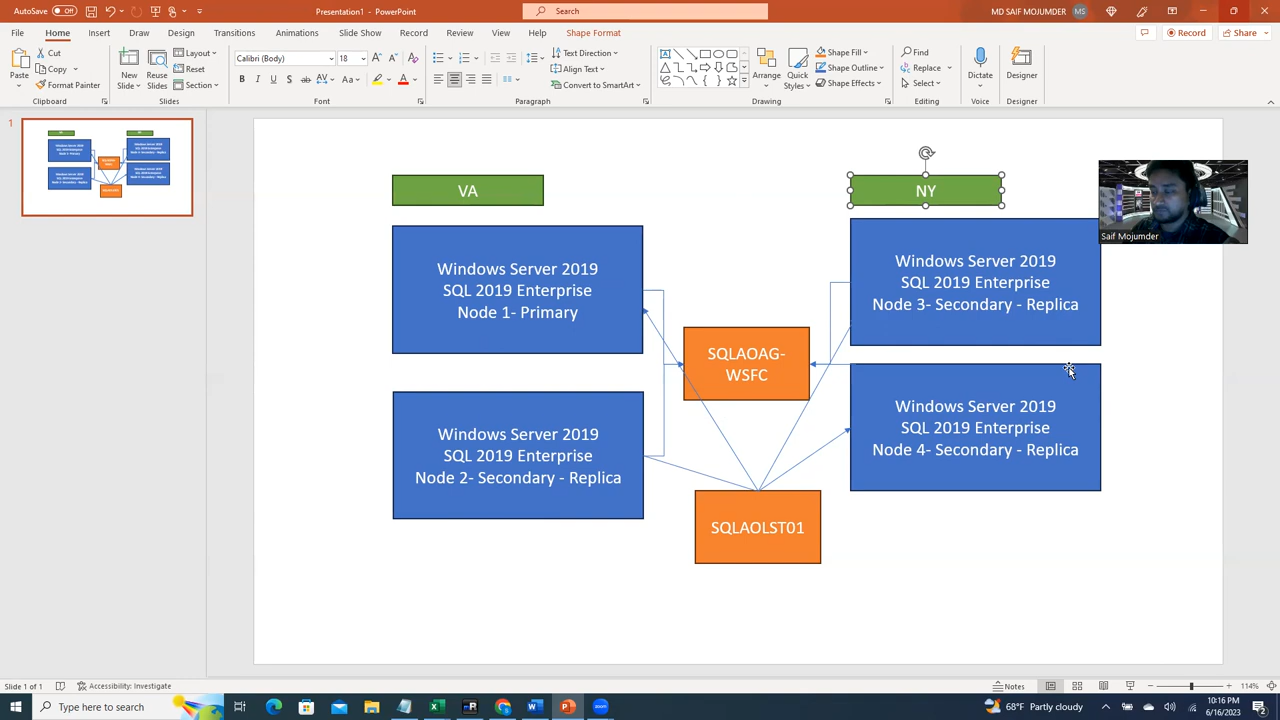 AutoSave Off
Presentation1 - PowerPoint
Search
MD SAIF MOJUMDER MS
File Home Insert Draw Design Transitions Animations Slide Show Record Review View Help Shape Format
Record Share
Paste
Cut
Copy
Format Painter
Clipboard
New Slide
Reuse Slides
Layout
Reset
Section
Slides
Calibri (Body) 18
Font
Text Direction
Align Text
Convert to SmartArt
Paragraph
Arrange
Quick Styles
Shape Fill
Shape Outline
Shape Effects
Drawing
Find
Replace
Select
Editing
Dictate
Voice
Designer
Designer
1
VA
NY
Saif Mojumder
Windows Server 2019
SQL 2019 Enterprise
Node 1- Primary
Windows Server 2019
SQL 2019 Enterprise
Node 3- Secondary - Replica
SQLAOAG-
WSFC
Windows Server 2019
SQL 2019 Enterprise
Node 2- Secondary - Replica
Windows Server 2019
SQL 2019 Enterprise
Node 4- Secondary - Replica
SQLAOLST01
Slide 1 of 1
Accessibility: Investigate
Notes
114%
Type here to search
68°F Partly cloudy
10:16 PM
6/16/2023